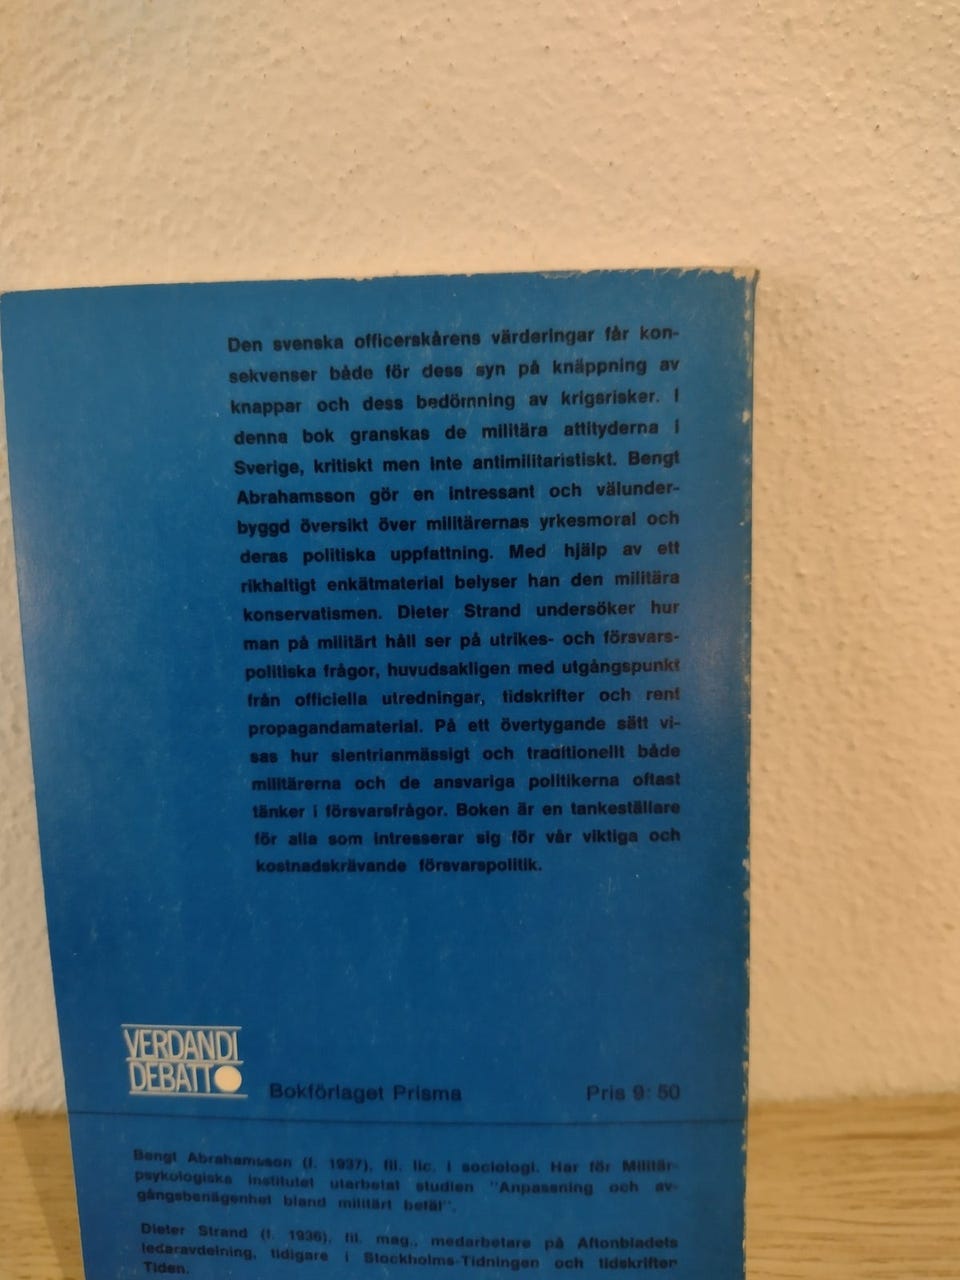 Den svenska officerskårens värderingar får kon-
sekvenser både för dess syn på knäppning av
knappar och dess bedömning av krigsrisker. I
denna bok granskas de militära attityderna i
Sverige, kritiskt men inte antimilitaristiskt. Bengt
Abrahamsson gör en intressant och välunder-
byggd översikt över militärernas yrkesmoral och
deras politiska uppfattning. Med hjälp av ett
rikhaltigt enkätmaterial belyser han den militära
konservatismen. Dieter Strand undersöker hur
man på militärt håll ser på utrikes- och försvars-
politiska frågor, huvudsakligen med utgångspunkt
från officiella utredningar, tidskrifter och rent
propagandamaterial. På ett övertygande sätt vi-
sas hur slentrianmässigt och traditionellt både
militärerna och de ansvariga politikerna oftast
tänker i försvarsfrågor. Boken är en tankeställare
för alla som intresserar sig för vår viktiga och
kostnadskrävande försvarspolitik.
VERDANDI
DEBATT
Bokförlaget Prisma Pris 9:50
Bengt Abrahamsson (f. 1937), fil. lic. i sociologi. Har för Militär-
psykologiska institutet utarbetat studien "Anpassning och av-
gångsbenägenhet bland militärt befäl".
Dieter Strand (f. 1936), fil. mag., medarbetare på Aftonbladets
ledaravdelning, tidigare i Stockholms-Tidningen och tidskriften
Tiden.